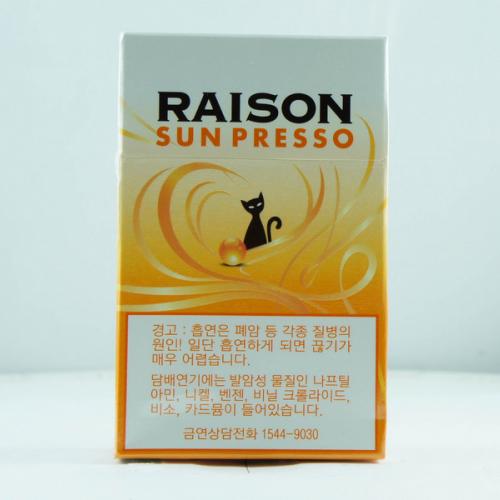 RAISON
SUN PRESSO
경고 : 흡연은 폐암 등 각종 질병의
원인! 일단 흡연하게 되면 끊기가
매우 어렵습니다.
담배연기에는 발암성 물질인 나프틸
아민, 니켈, 벤젠, 비닐 크롤라이드,
비소, 카드뮴이 들어있습니다.
금연상담전화 1544-9030